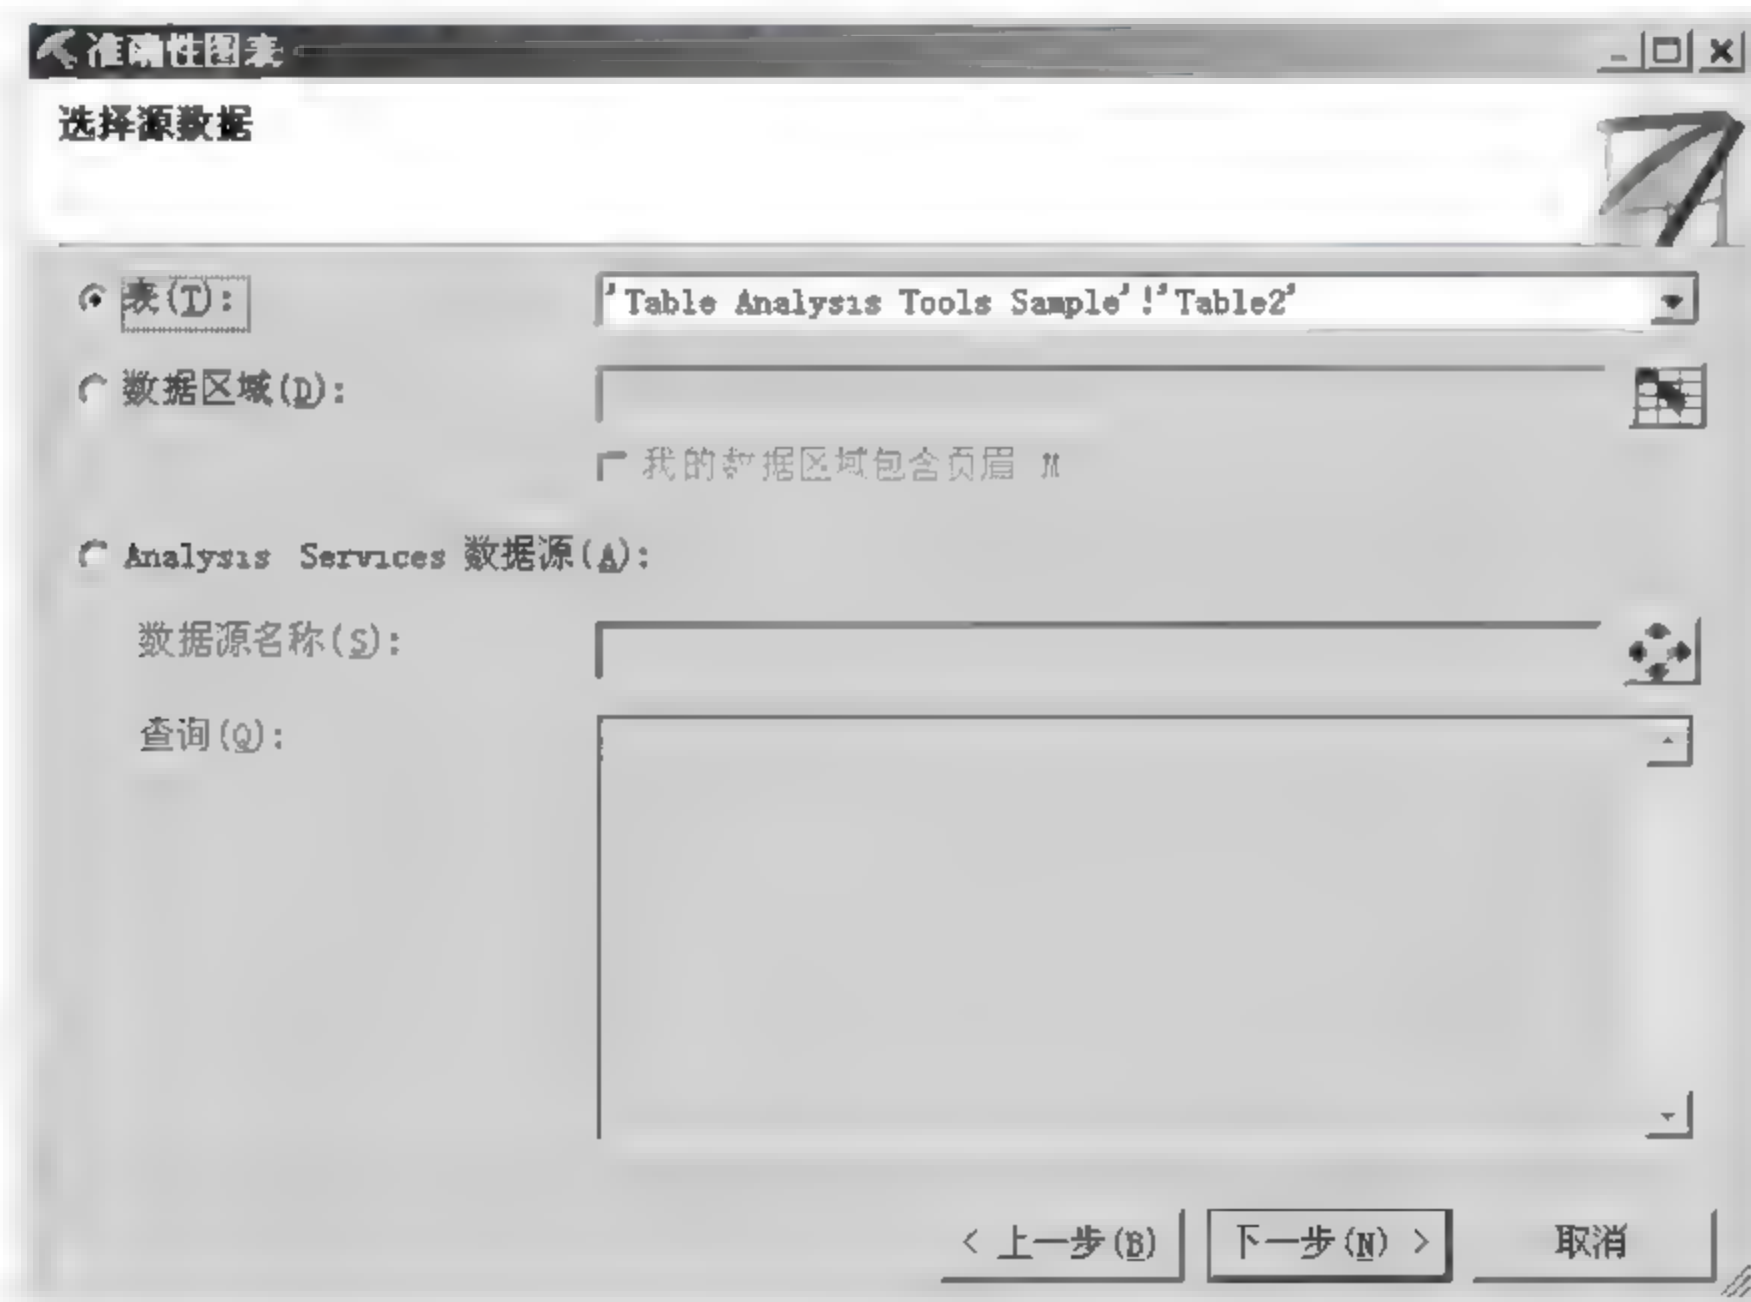 准确性图表
选择源数据
表(T): 'Table Analysis Tools Sample'!'Table2'
数据区域(D):
我的数据区域包含页眉 M
Analysis Services 数据源(A):
数据源名称(S):
查询(Q):
< 上一步(B) 下一步(N) > 取消